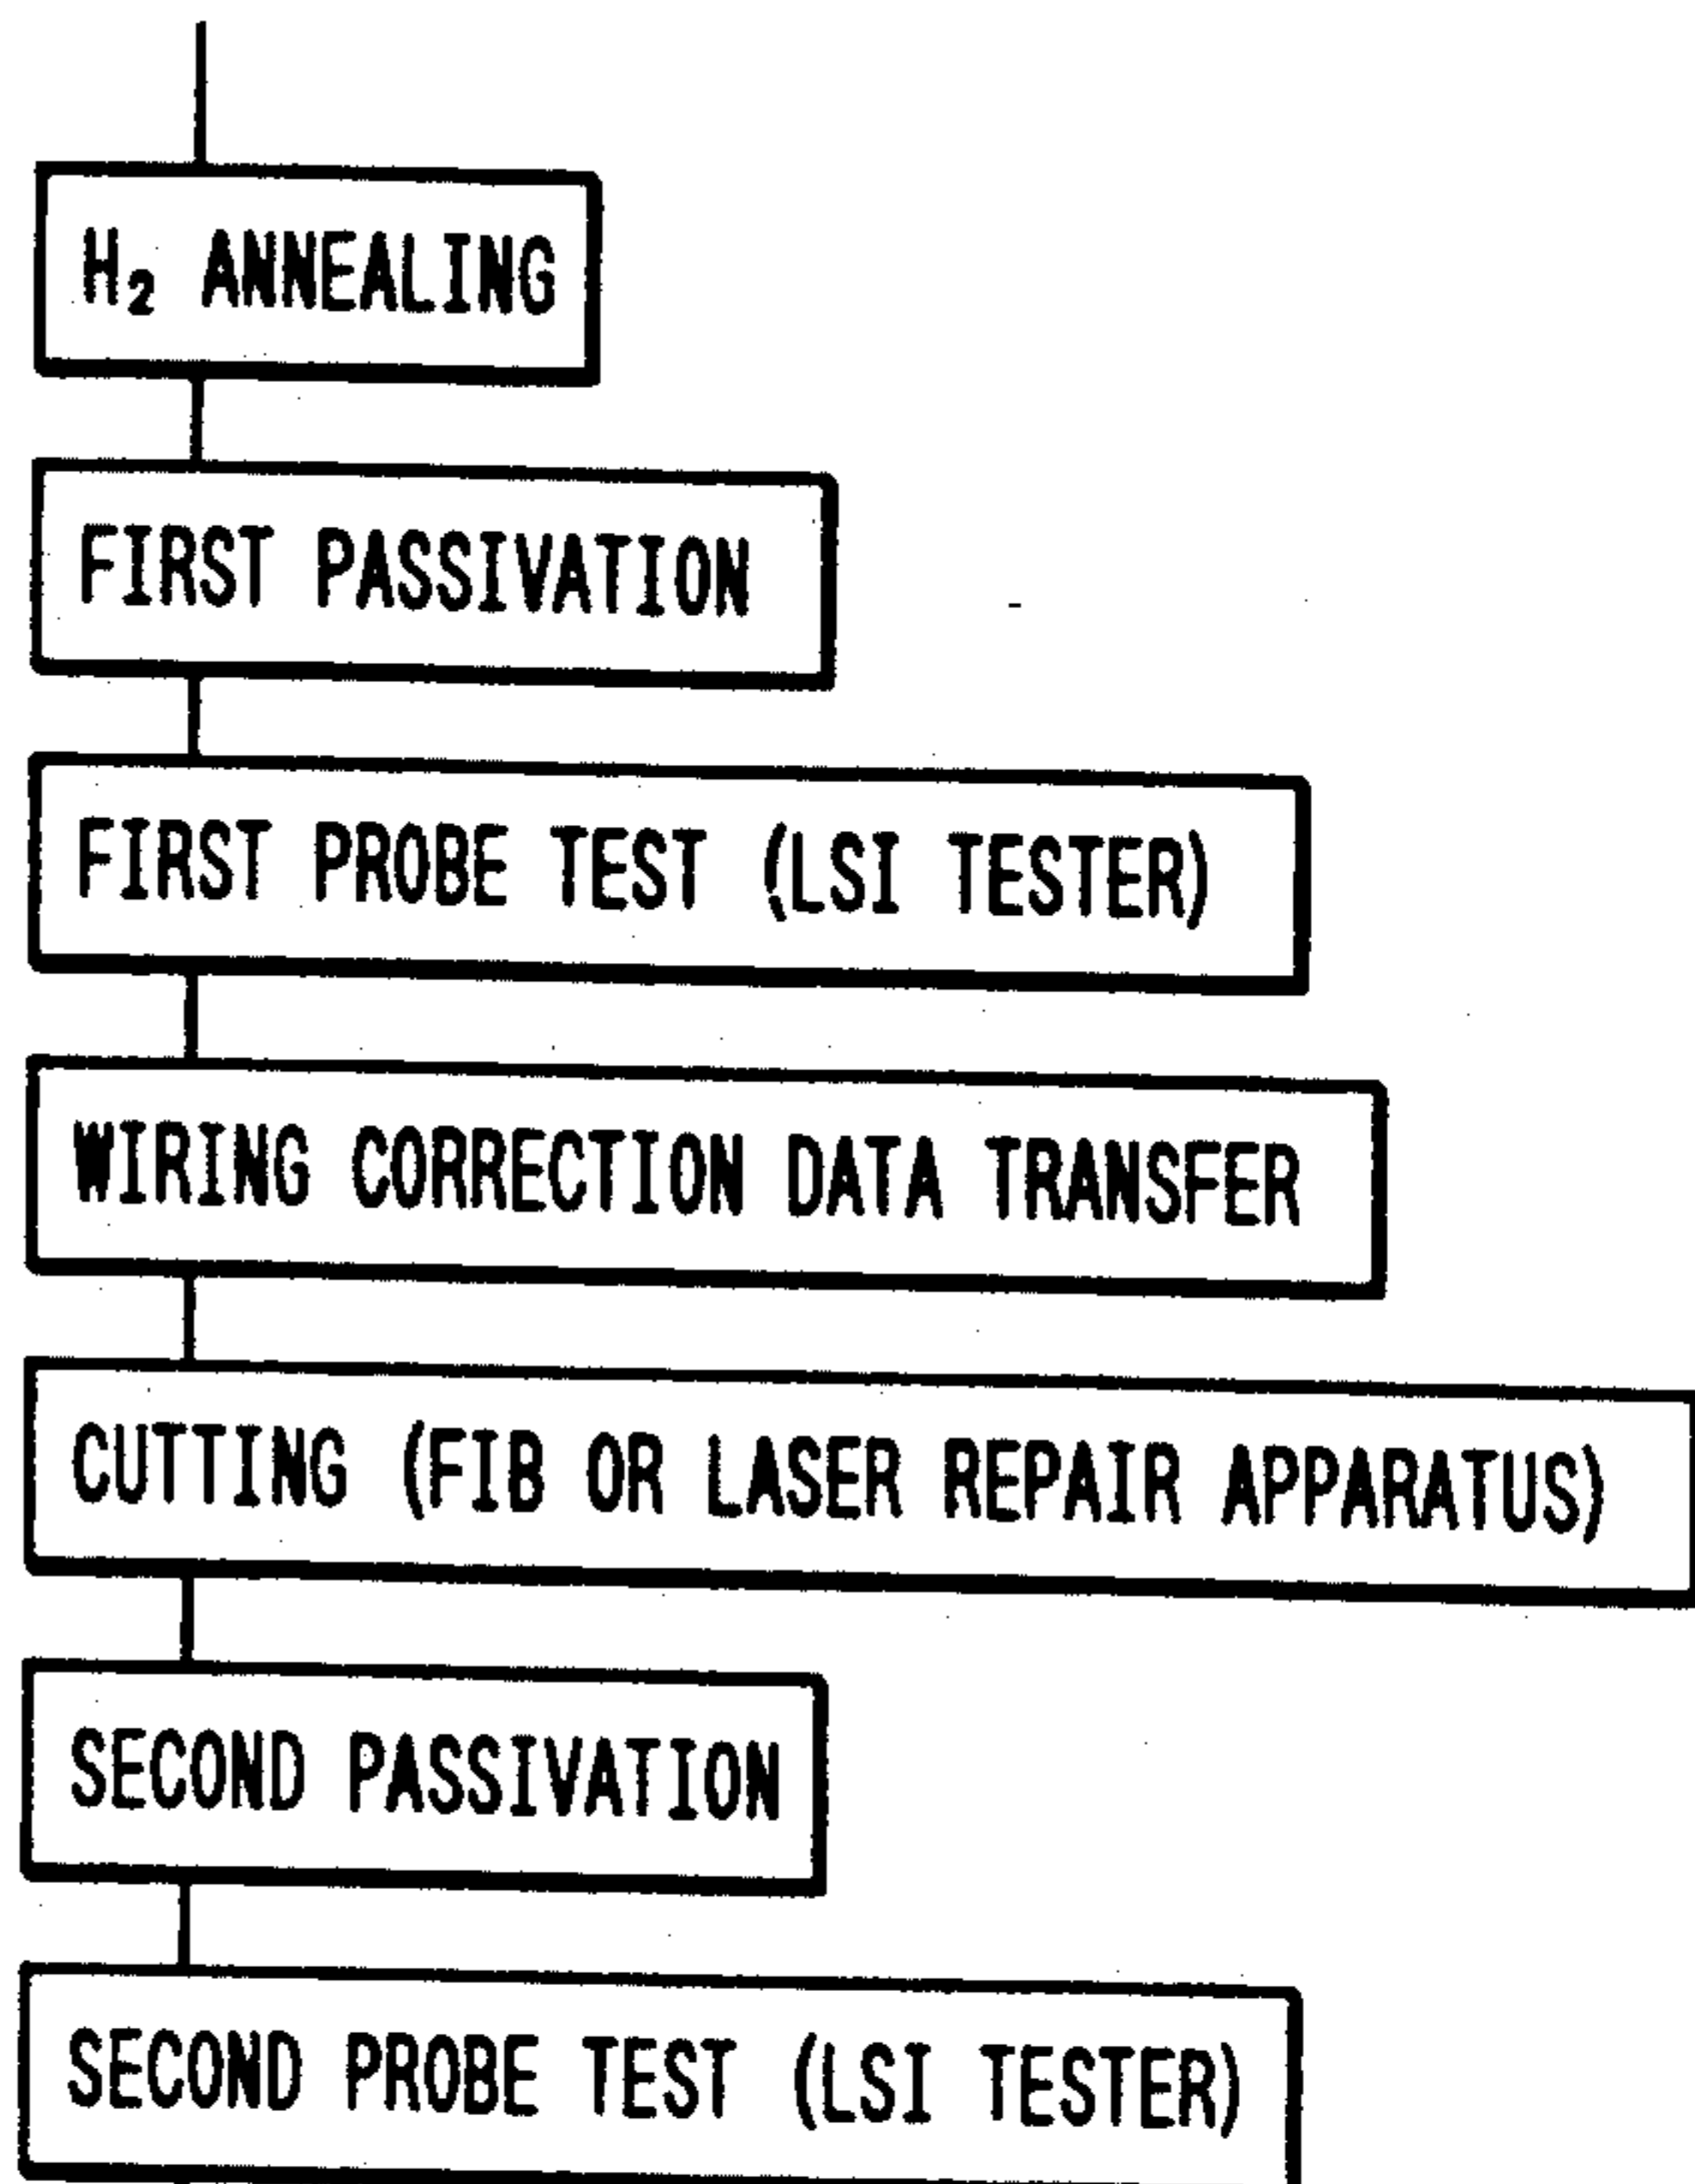 H₂ ANNEALING
FIRST PASSIVATION
FIRST PROBE TEST (LSI TESTER)
WIRING CORRECTION DATA TRANSFER
CUTTING (FIB OR LASER REPAIR APPARATUS)
SECOND PASSIVATION
SECOND PROBE TEST (LSI TESTER)